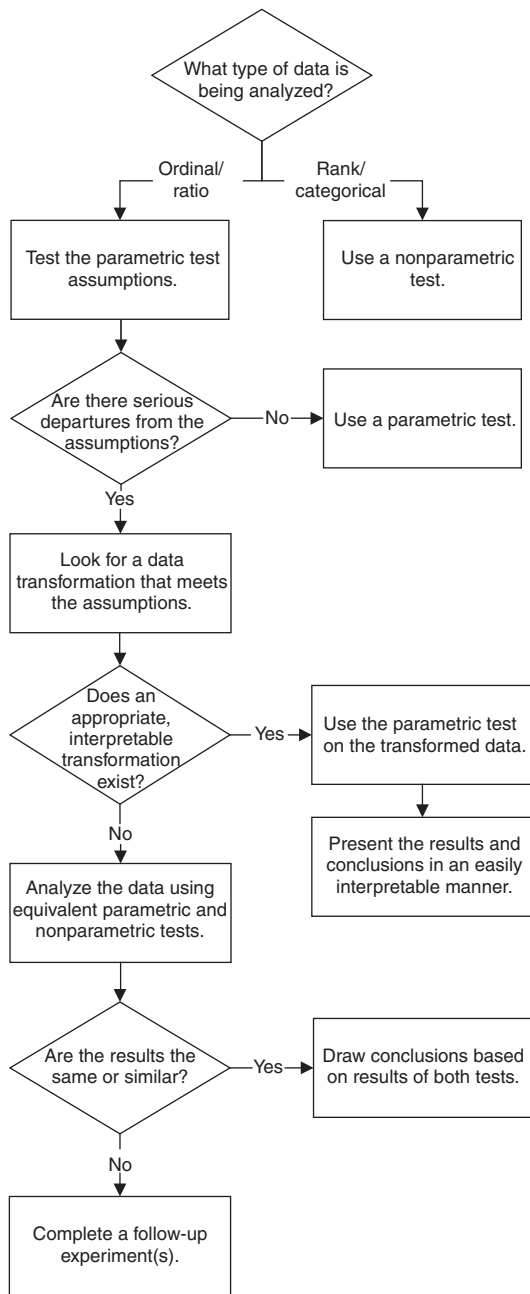 What type of data is
being analyzed?
Ordinal/
ratio
Rank/
categorical
Test the parametric test
assumptions.
Use a nonparametric
test.
Are there serious
departures from the
assumptions?
No
Use a parametric test.
Yes
Look for a data
transformation that meets
the assumptions.
Does an
appropriate,
interpretable
transformation
exist?
Yes
Use the parametric test
on the transformed data.
Present the results and
conclusions in an easily
interpretable manner.
No
Analyze the data using
equivalent parametric and
nonparametric tests.
Are the results the
same or similar?
Yes
Draw conclusions based
on results of both tests.
No
Complete a follow-up
experiment(s).